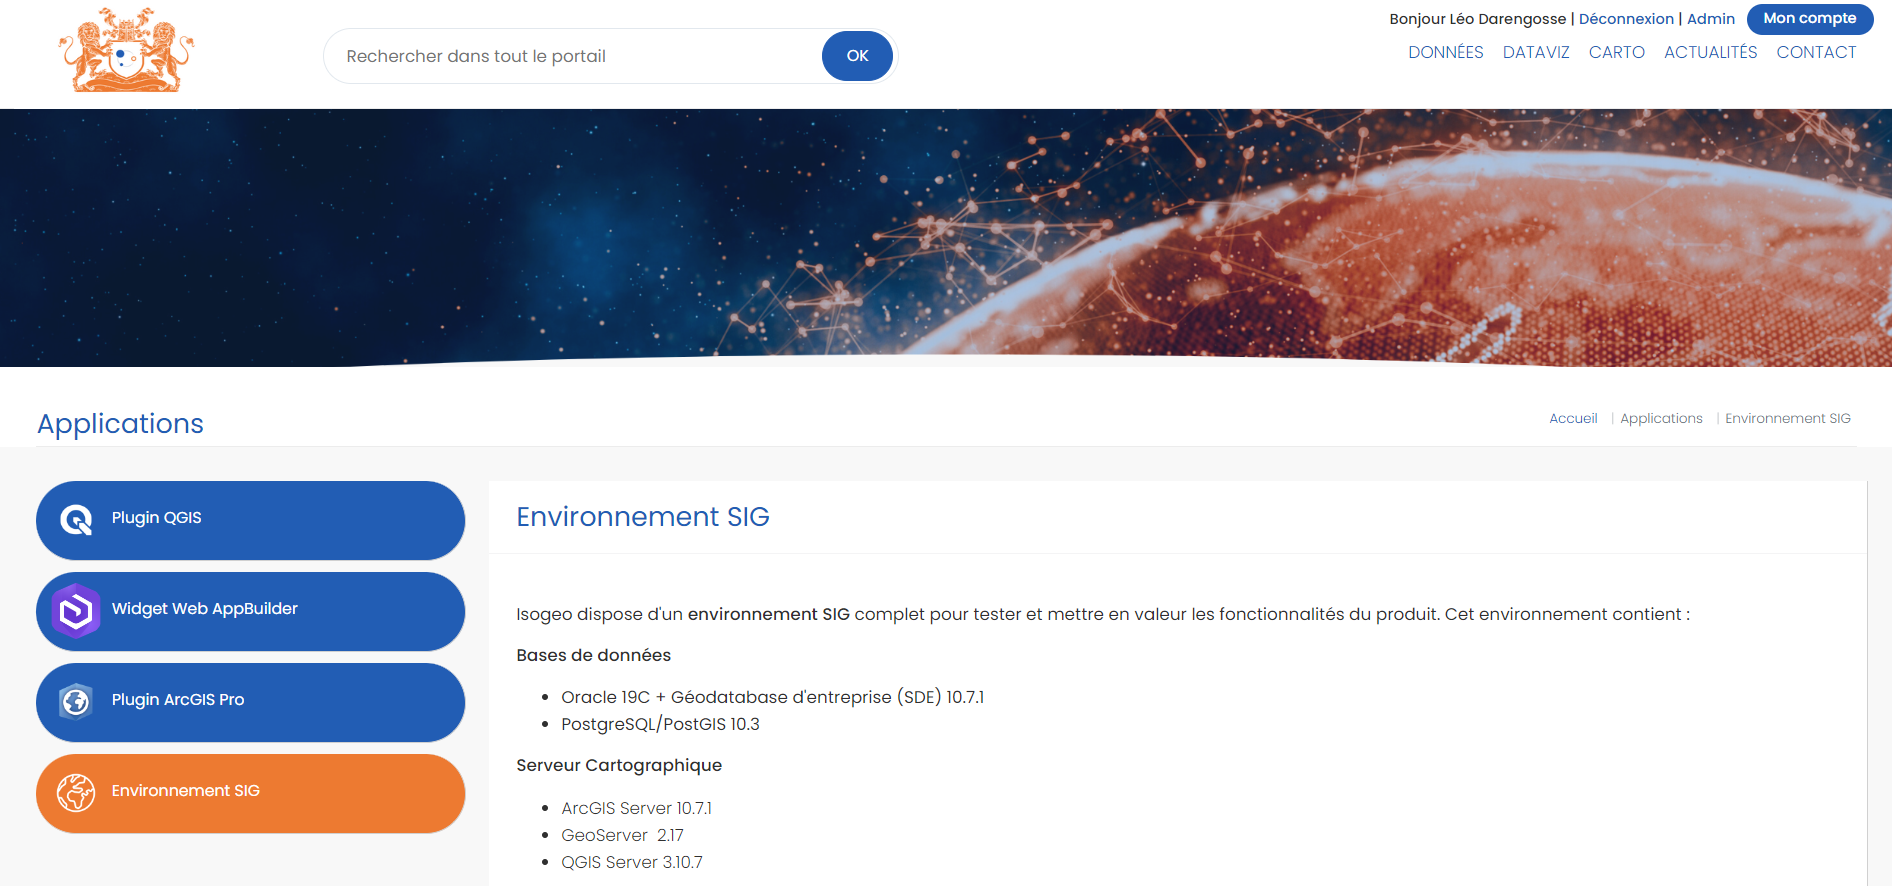 Bonjour Léo Darengosse | Déconnexion | Admin Mon compte
Rechercher dans tout le portail OK
DONNÉES DATAVIZ CARTO ACTUALITÉS CONTACT
Applications
Accueil | Applications | Environnement SIG
Plugin QGIS
Widget Web AppBuilder
Plugin ArcGIS Pro
Environnement SIG
Environnement SIG
Isogeo dispose d'un environnement SIG complet pour tester et mettre en valeur les fonctionnalités du produit. Cet environnement contient :
Bases de données
• Oracle 19C + Géodatabase d'entreprise (SDE) 10.7.1
• PostgreSQL/PostGIS 10.3
Serveur Cartographique
• ArcGIS Server 10.7.1
• GeoServer 2.17
• QGIS Server 3.10.7